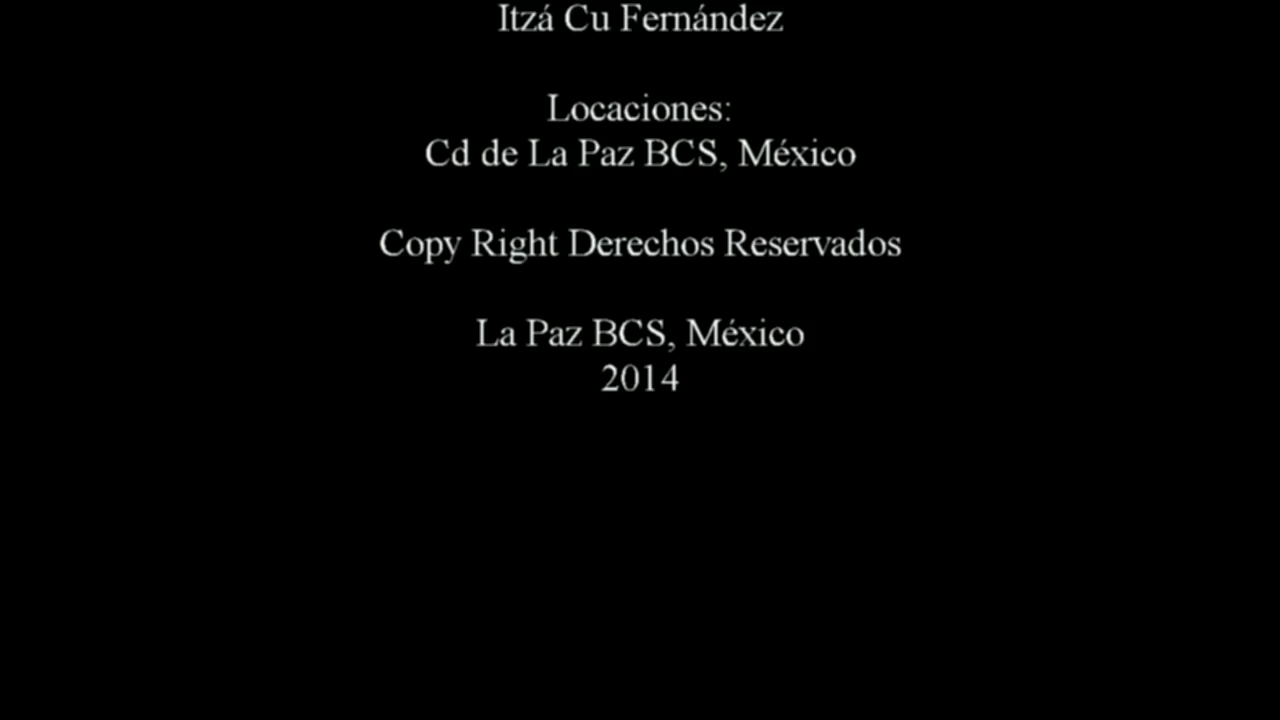 Itzá Cu Fernández
Locaciones:
Cd de La Paz BCS, México
Copy Right Derechos Reservados
La Paz BCS, México
2014